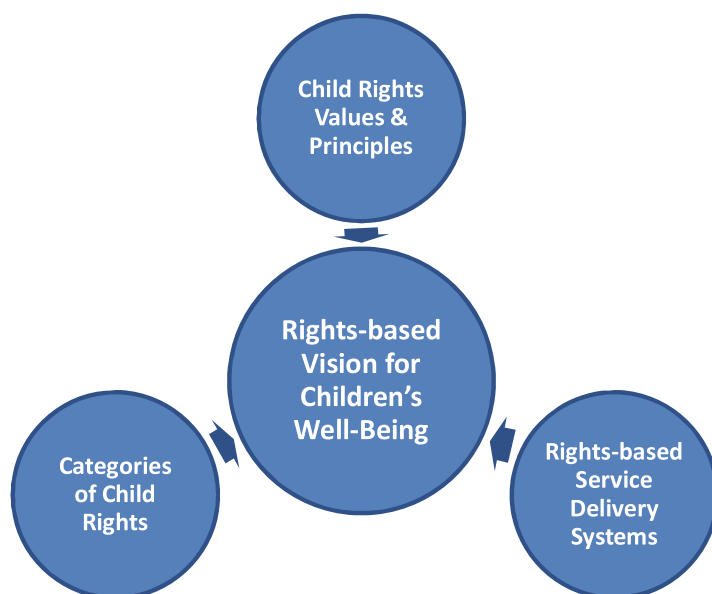 Child Rights
Values &
Principles
Rights-based
Vision for
Children’s
Well-Being
Categories
of Child
Rights
Rights-based
Service
Delivery
Systems